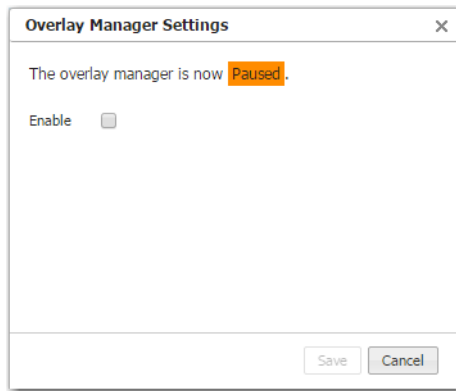 Overlay Manager Settings
The overlay manager is now Paused.
Enable
Save Cancel